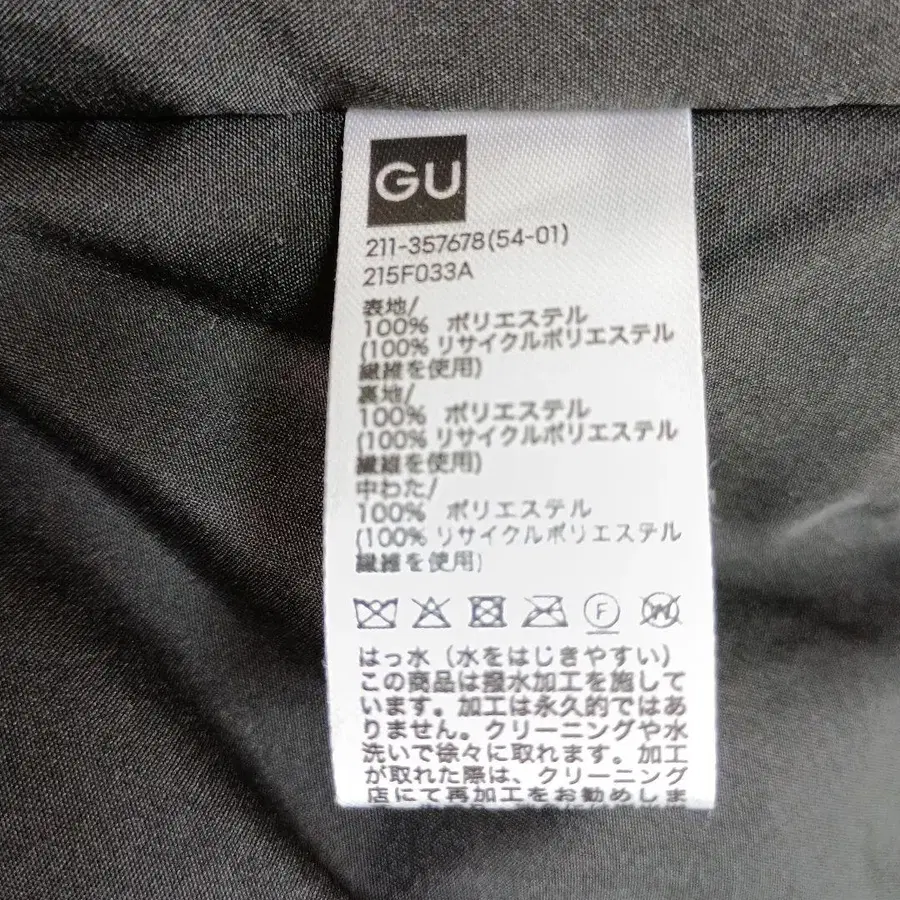 GU
211-357678(54-01)
215F033A
表地/
100% ポリエステル
(100% リサイクルポリエステル
繊維を使用)
裏地/
100% ポリエステル
(100% リサイクルポリエステル
繊維を使用)
中わた/
100% ポリエステル
(100% リサイクルポリエステル
繊維を使用)
F W
はっ水(水をはじきやすい)
この商品は撥水加工を施して
います。加工は永久的ではあ
りません。クリーニングや水
洗いで徐々に取れます。加工
が取れた際は、クリーニング
店にて再加工をお勧めしま